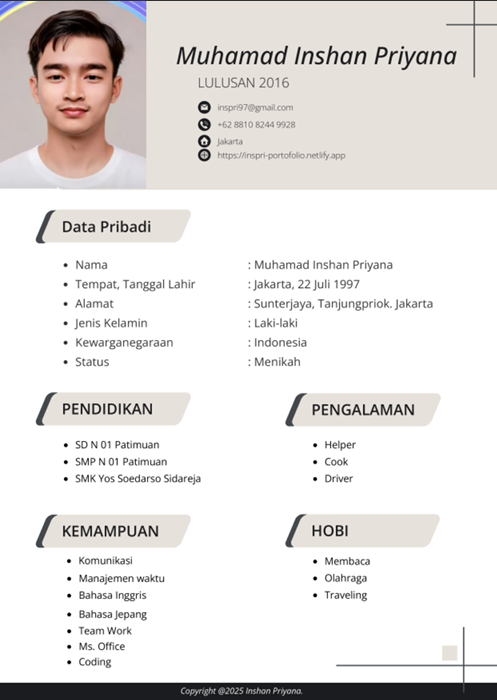 Muhamad Inshan Priyana
LULUSAN 2016
inspri97@gmail.com
+62 8810 8244 9928
Jakarta
https://inspri-portofolio.netlify.app
Data Pribadi
• Nama : Muhamad Inshan Priyana
• Tempat, Tanggal Lahir : Jakarta, 22 Juli 1997
• Alamat : Sunterjaya, Tanjungpriok. Jakarta
• Jenis Kelamin : Laki-laki
• Kewarganegaraan : Indonesia
• Status : Menikah
PENDIDIKAN
• SD N 01 Patimuan
• SMP N 01 Patimuan
• SMK Yos Soedarso Sidareja
PENGALAMAN
• Helper
• Cook
• Driver
KEMAMPUAN
• Komunikasi
• Manajemen waktu
• Bahasa Inggris
• Bahasa Jepang
• Team Work
• Ms. Office
• Coding
HOBI
• Membaca
• Olahraga
• Traveling
Copyright @2025 Inshan Priyana.